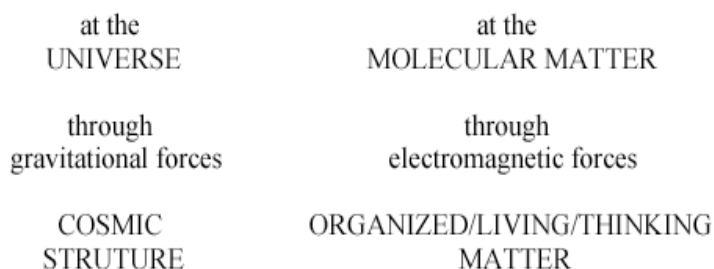 at the
UNIVERSE
through
gravitational forces
COSMIC
STRUTURE
at the
MOLECULAR MATTER
through
electromagnetic forces
ORGANIZED/LIVING/THINKING
MATTER